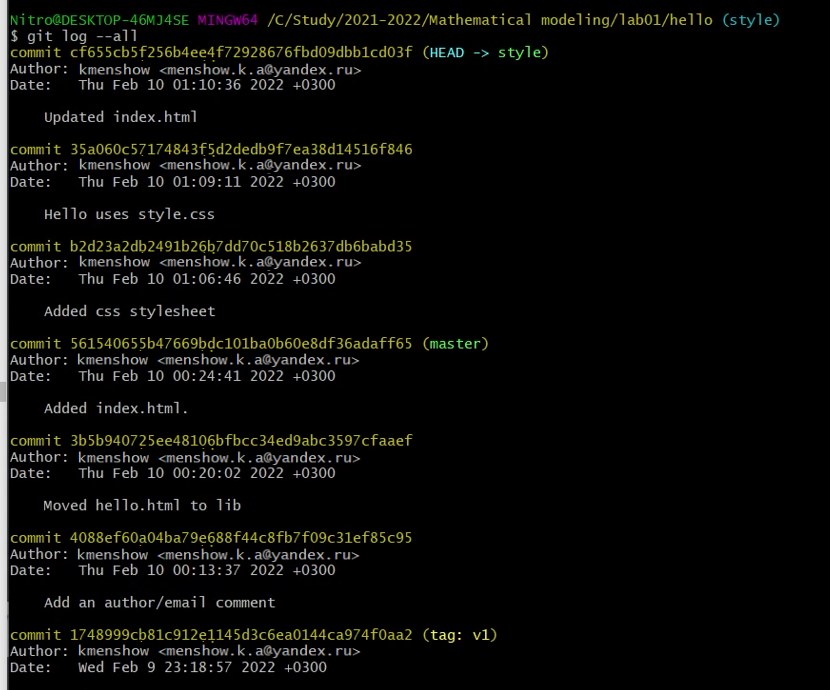 Nitro@DESKTOP-46MJ4SE MINGW64 /C/Study/2021-2022/Mathematical modeling/lab01/hello (style)
$ git log --all
commit cf655cb5f256b4ee4f72928676fbd09dbb1cd03f (HEAD -> style)
Author: kmenshow <menshow.k.a@yandex.ru>
Date:   Thu Feb 10 01:10:36 2022 +0300
    Updated index.html
commit 35a060c57174843f5d2dedb9f7ea38d14516f846
Author: kmenshow <menshow.k.a@yandex.ru>
Date:   Thu Feb 10 01:09:11 2022 +0300
    Hello uses style.css
commit b2d23a2db2491b26b7dd70c518b2637db6babd35
Author: kmenshow <menshow.k.a@yandex.ru>
Date:   Thu Feb 10 01:06:46 2022 +0300
    Added css stylesheet
commit 561540655b47669bdc101ba0b60e8df36adaff65 (master)
Author: kmenshow <menshow.k.a@yandex.ru>
Date:   Thu Feb 10 00:24:41 2022 +0300
    Added index.html.
commit 3b5b940725ee48106bfbcc34ed9abc3597cfaaef
Author: kmenshow <menshow.k.a@yandex.ru>
Date:   Thu Feb 10 00:20:02 2022 +0300
    Moved hello.html to lib
commit 4088ef60a04ba79e688f44c8fb7f09c31ef85c95
Author: kmenshow <menshow.k.a@yandex.ru>
Date:   Thu Feb 10 00:13:37 2022 +0300
    Add an author/email comment
commit 1748999cb81c912e1145d3c6ea0144ca974f0aa2 (tag: v1)
Author: kmenshow <menshow.k.a@yandex.ru>
Date:   Wed Feb 9 23:18:57 2022 +0300